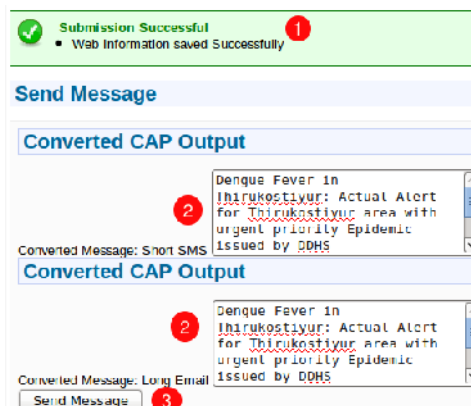 Submission Successful
1
• Web Information saved Successfully
Send Message
Converted CAP Output
Dengue Fever in
Thirukostiyur: Actual Alert
for Thirukostiyur area with
urgent priority Epidemic
issued by DDHS
2
Converted Message: Short SMS
Converted CAP Output
Dengue Fever in
Thirukostiyur: Actual Alert
for Thirukostiyur area with
urgent priority Epidemic
issued by DDHS
2
Converted Message: Long Email
Send Message
3